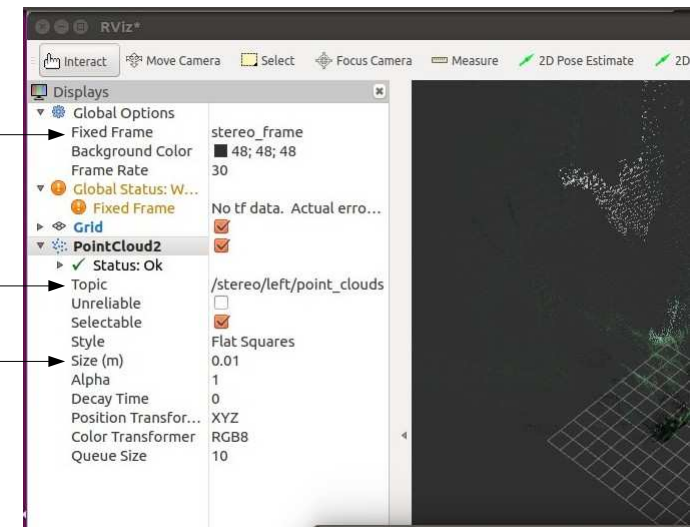 RViz*
Interact Move Camera Select Focus Camera Measure 2D Pose Estimate 2D
Displays
Global Options
Fixed Frame stereo_frame
Background Color 48; 48; 48
Frame Rate 30
Global Status: W...
Fixed Frame No tf data. Actual erro...
Grid
PointCloud2
Status: Ok
Topic /stereo/left/point_clouds
Unreliable
Selectable
Style Flat Squares
Size (m) 0.01
Alpha 1
Decay Time 0
Position Transfor... XYZ
Color Transformer RGB8
Queue Size 10